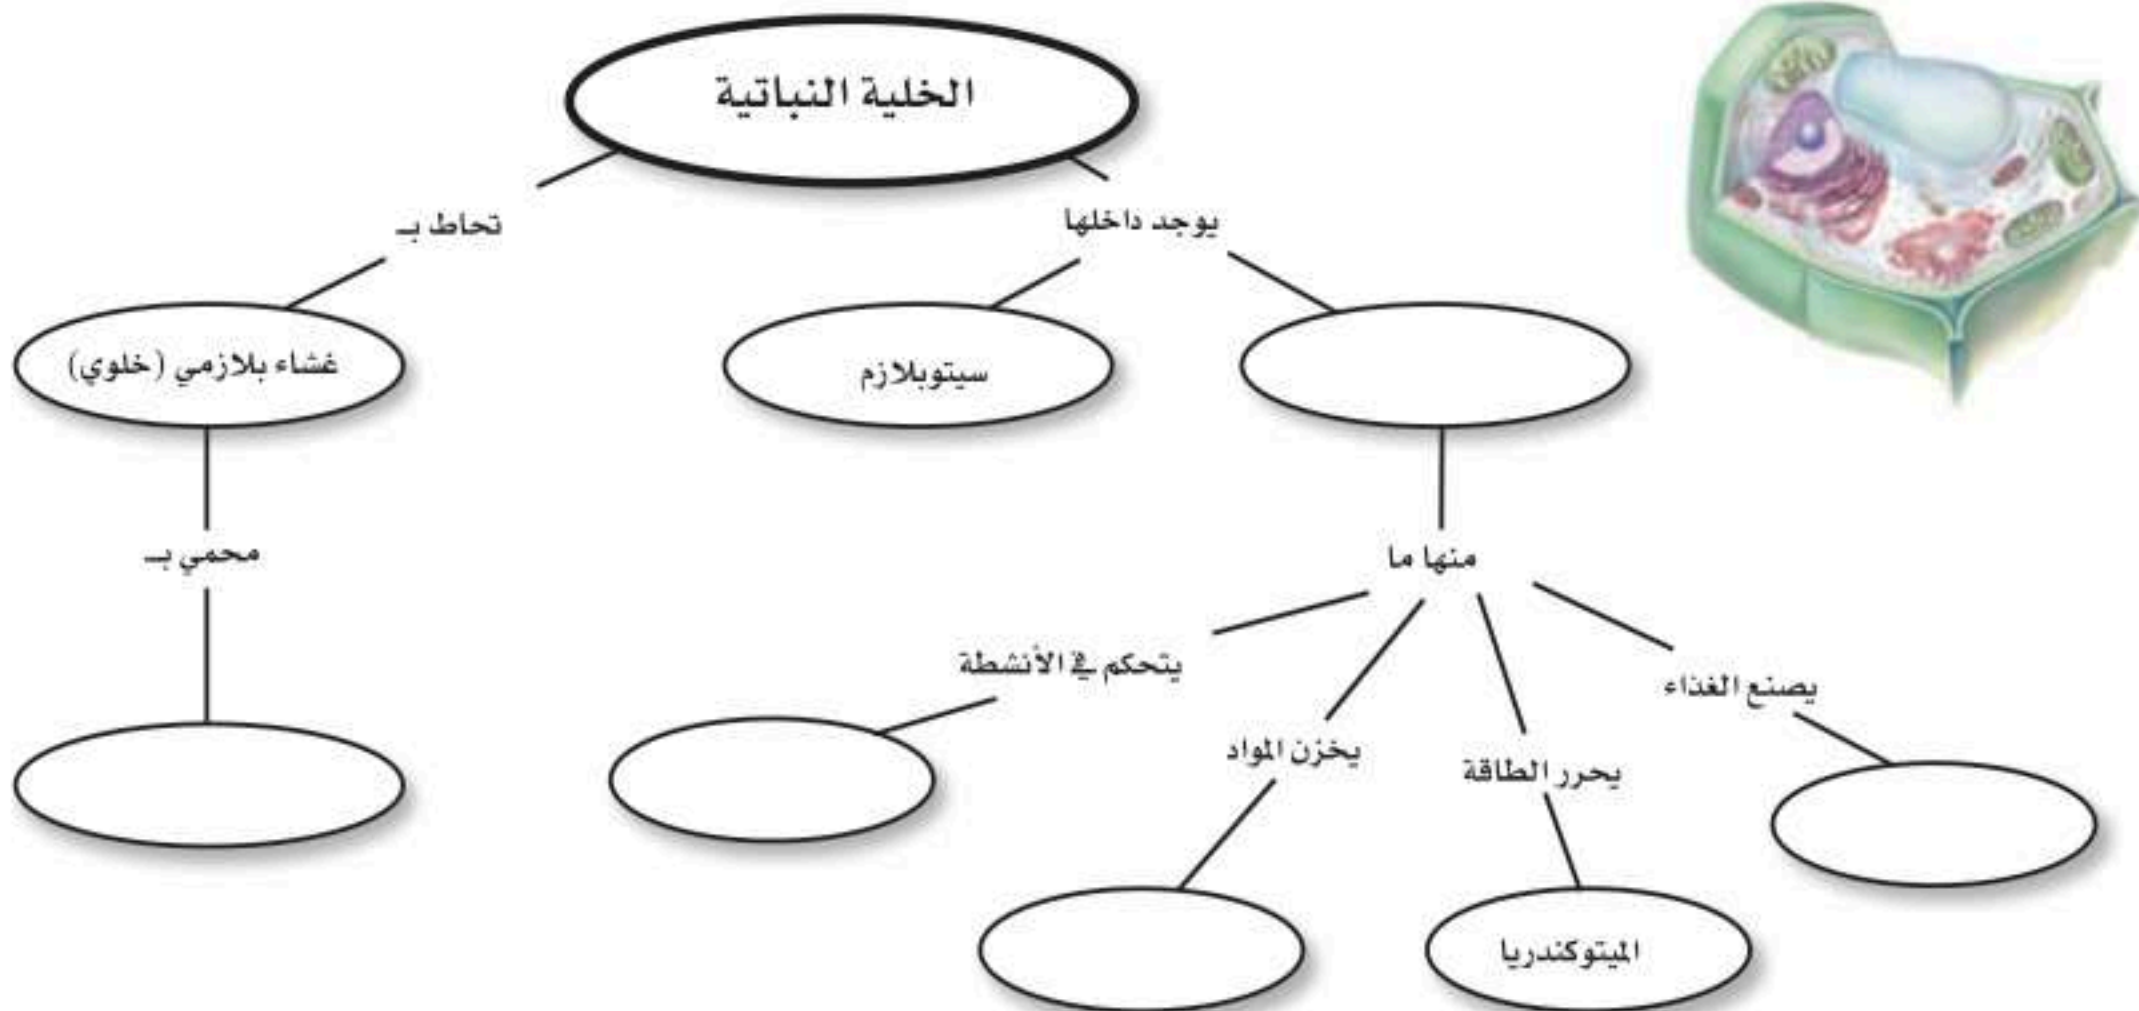 الخلية النباتية
يوجد داخلها
تحاط بـ
سيتوبلازم
غشاء بلازمي (خلوي)
منها ما
محمي بـ
يصنع الغذاء
يحرر الطاقة
يخزن المواد
يتحكم في الأنشطة
الميتوكندريا